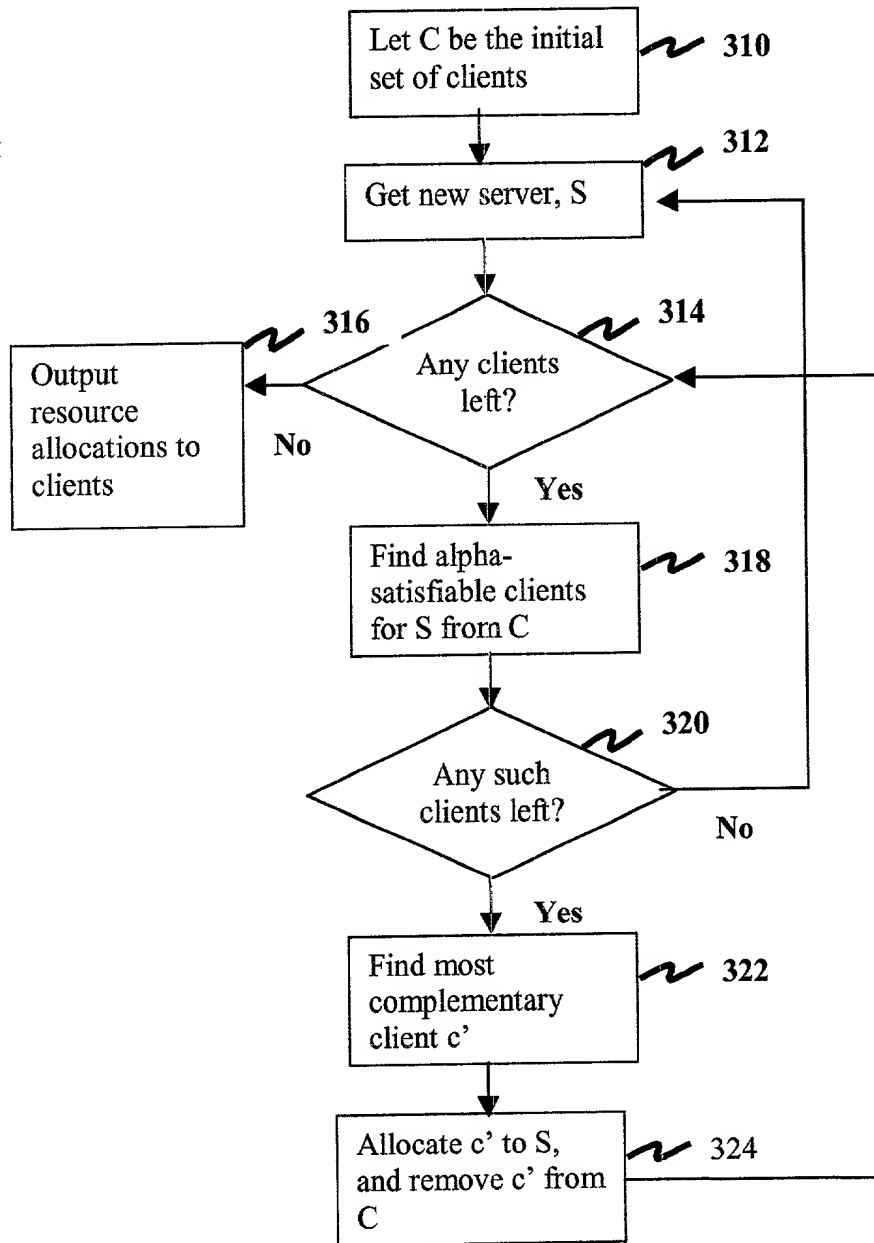 Let C be the initial
set of clients
310
312
Get new server, S
314
316
Any clients
left?
Output
resource
allocations to
clients
No
Yes
Find alpha-
satisfiable clients
for S from C
318
320
Any such
clients left?
No
Yes
Find most
complementary
client c’
322
Allocate c’ to S,
and remove c’ from
C
324